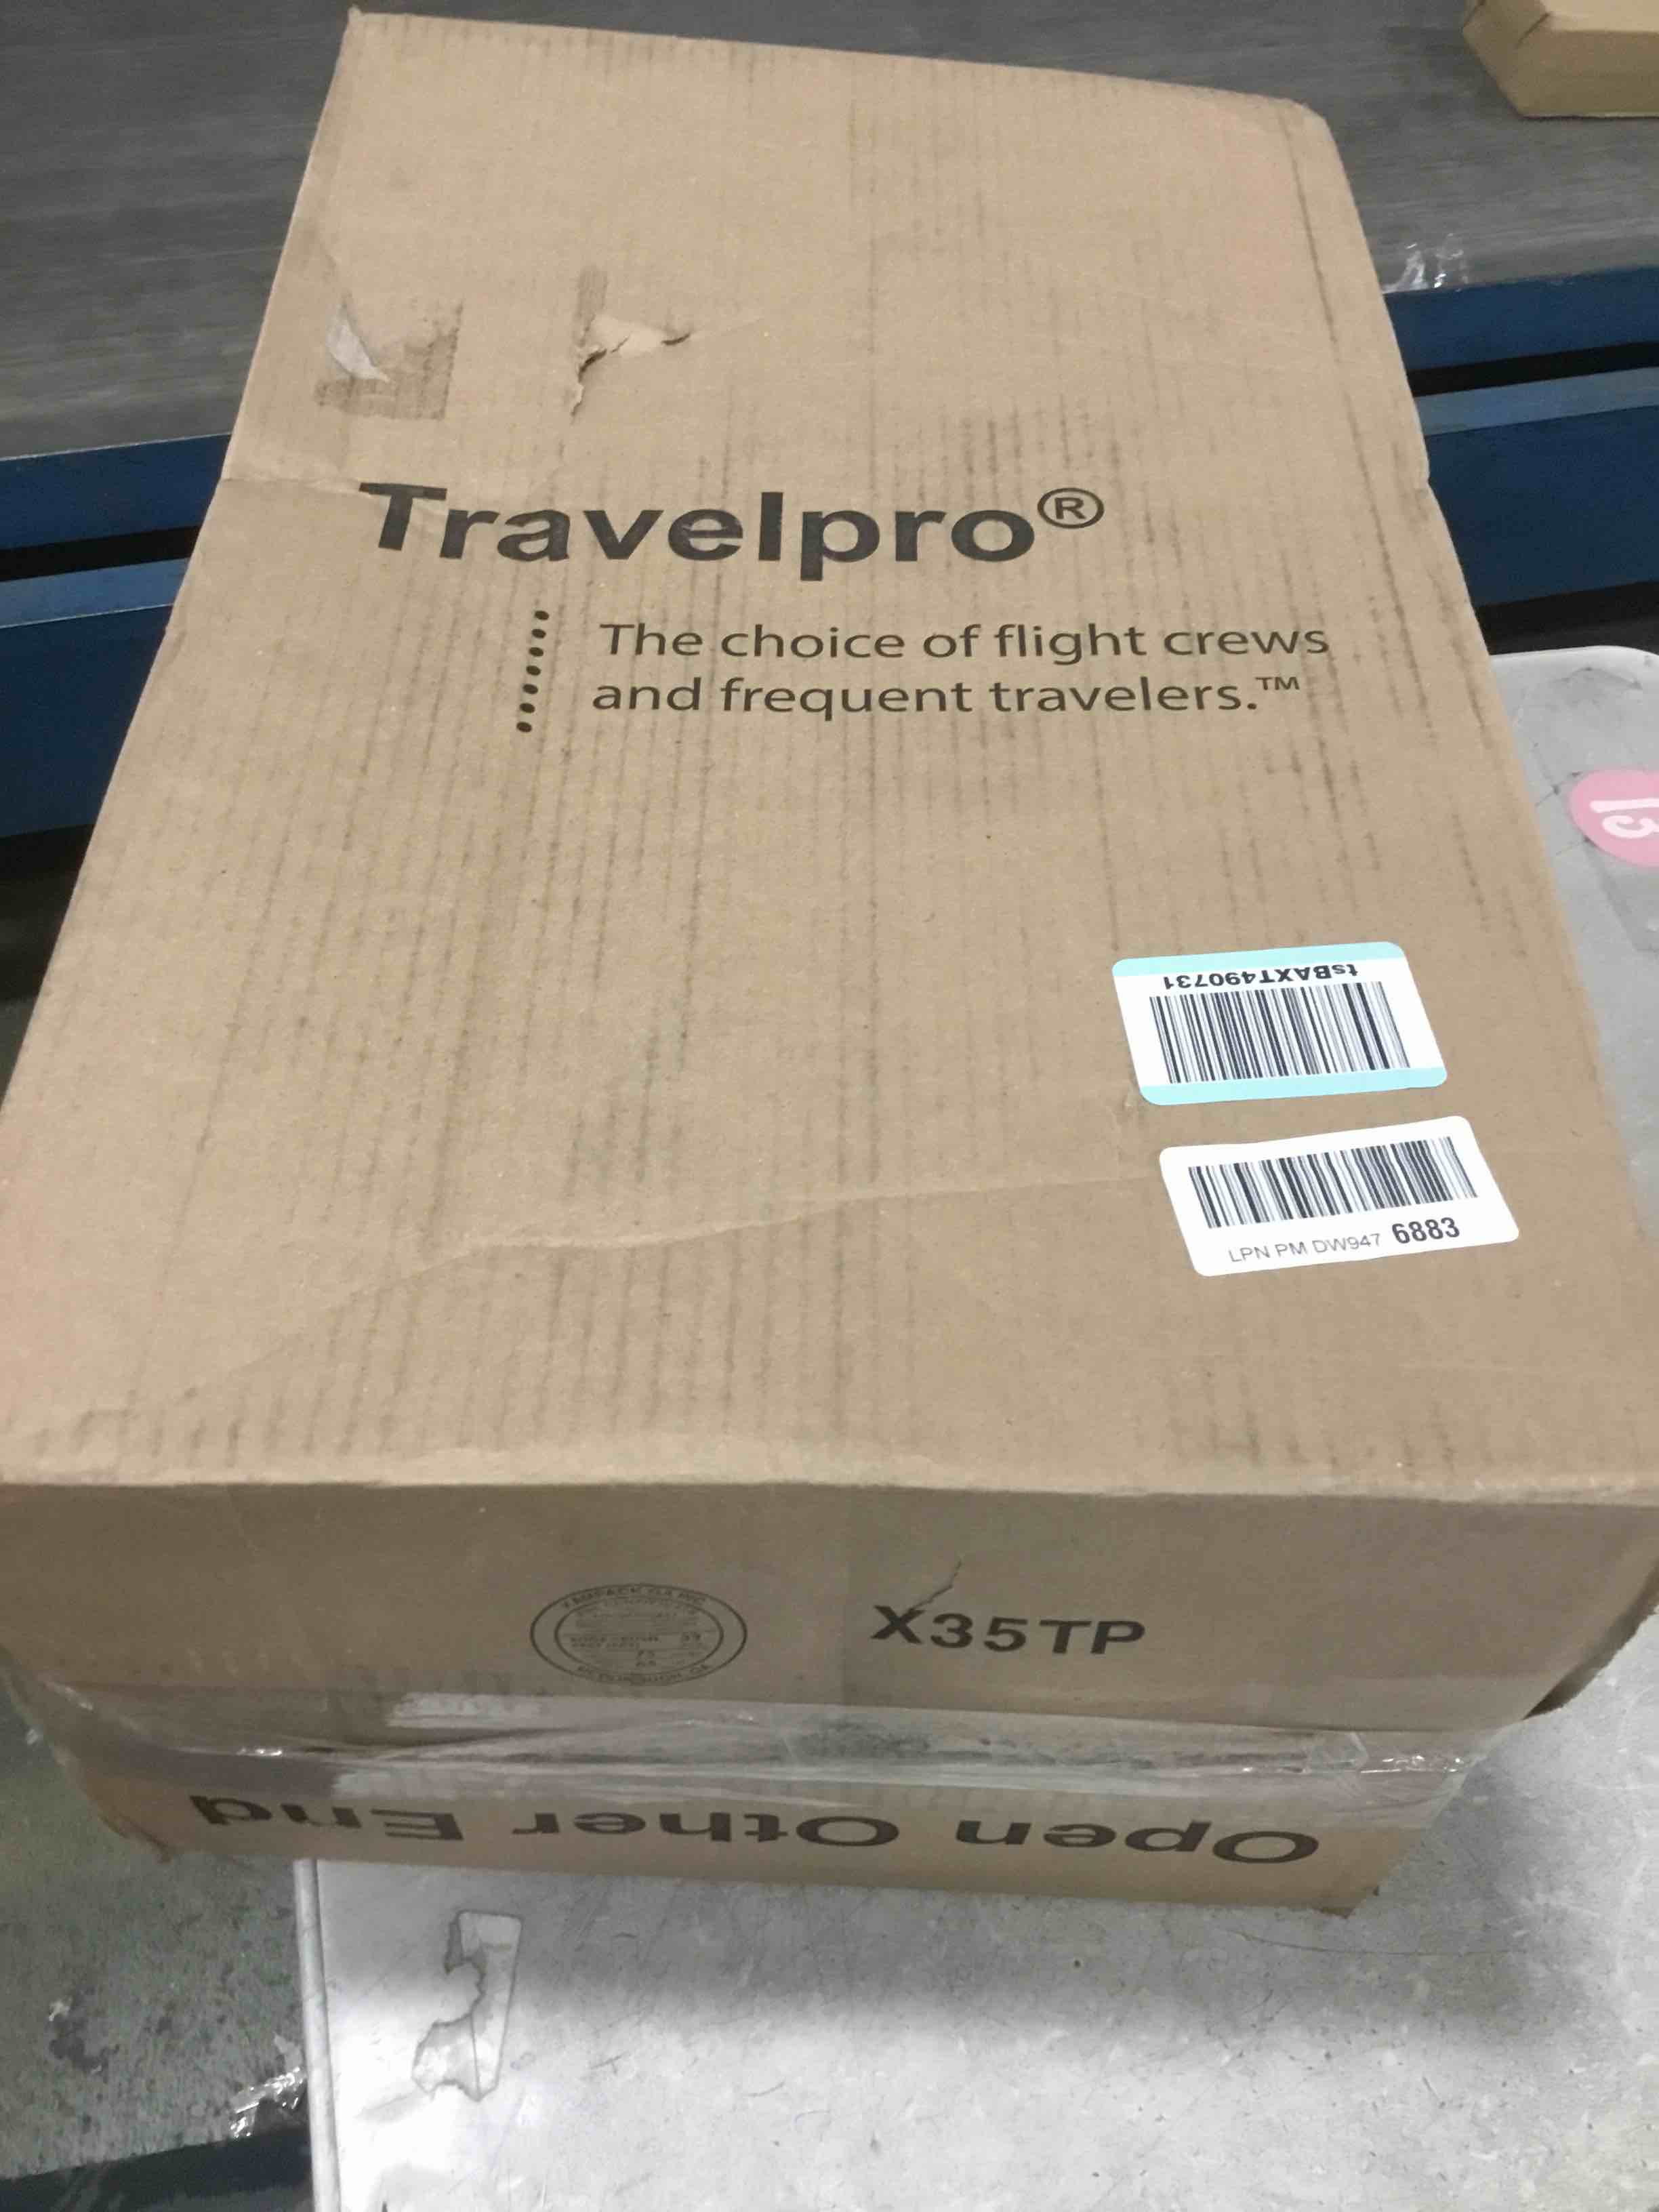 Travelpro®
The choice of flight crews
and frequent travelers.™
tsBAXT490731
LPN PM DW947 6883
X35TP
Open Other End
13